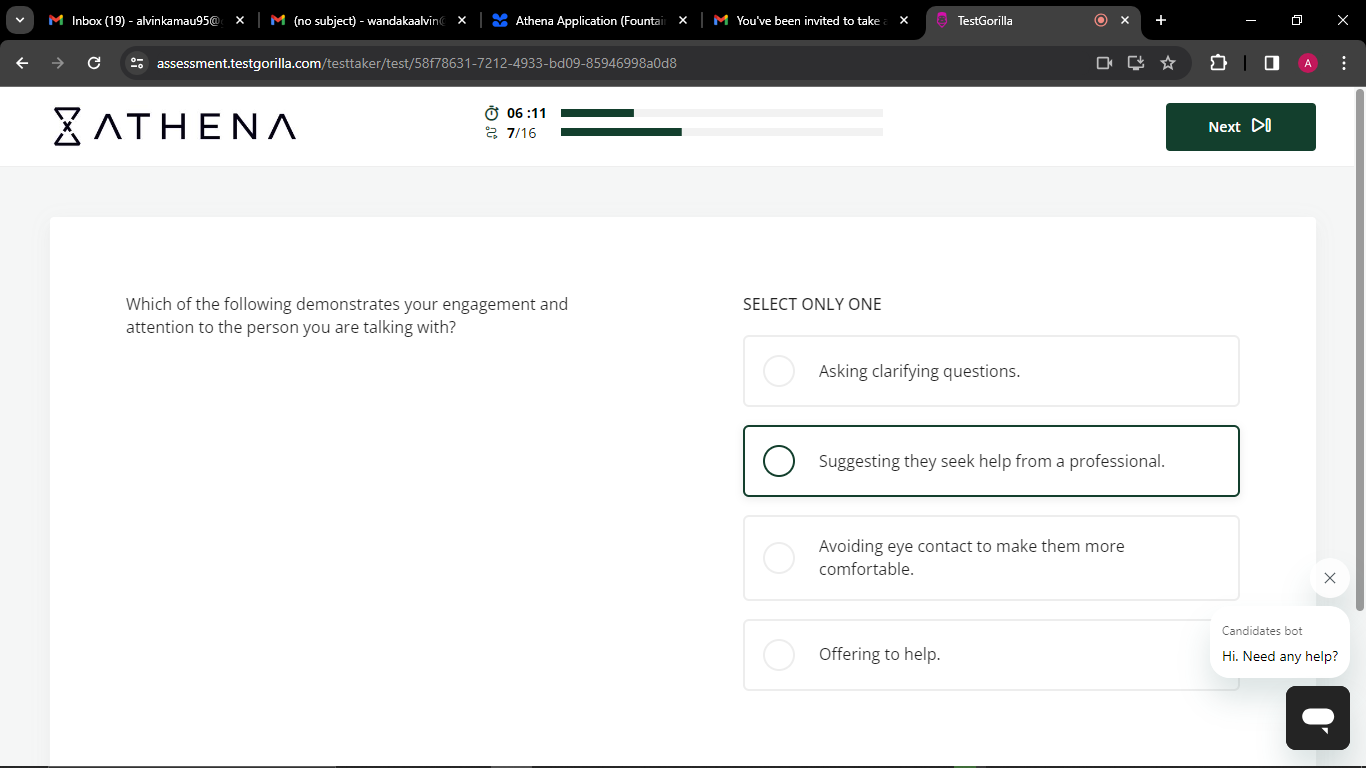 Inbox (19) - alvinkamau95@
(no subject) - wandakaalvin@
Athena Application (Fountai
You've been invited to take a
TestGorilla
assessment.testgorilla.com/testtaker/test/58f78631-7212-4933-bd09-85946998a0d8
A
ATHENA
06 :11
7/16
Next
Which of the following demonstrates your engagement and
attention to the person you are talking with?
SELECT ONLY ONE
Asking clarifying questions.
Suggesting they seek help from a professional.
Avoiding eye contact to make them more
comfortable.
Offering to help.
Candidates bot
Hi. Need any help?